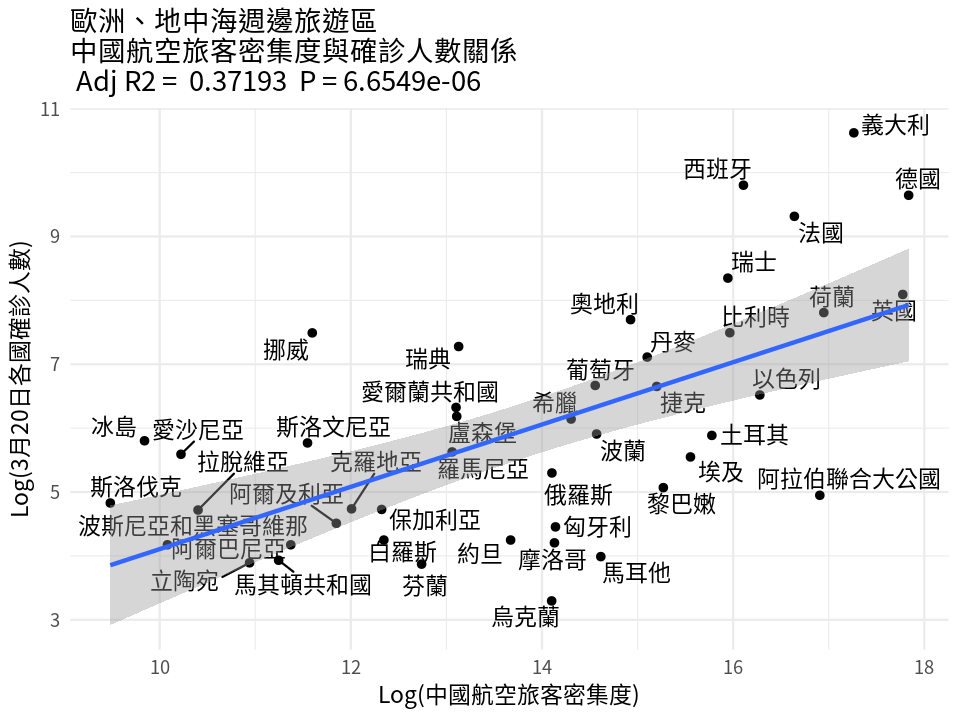 歐洲、地中海週邊旅遊區
中國航空旅客密集度與確診人數關係
Adj R2 = 0.37193 P = 6.6549e-06
11
義大利
西班牙
德國
9
法國
瑞士
荷蘭
奧地利
英國
比利時
挪威
丹麥
瑞典
7
葡萄牙
以色列
愛爾蘭共和國
希臘
捷克
冰島
愛沙尼亞
斯洛文尼亞
盧森堡
土耳其
波蘭
拉脫維亞
克羅地亞
羅馬尼亞
埃及
阿拉伯聯合大公國
斯洛伐克
5
阿爾及利亞
俄羅斯
黎巴嫩
波斯尼亞和黑塞哥維那
保加利亞
匈牙利
阿爾巴尼亞
白羅斯
約旦
摩洛哥
馬耳他
立陶宛
馬其頓共和國
芬蘭
烏克蘭
3
10
12
14
16
18
Log(中國航空旅客密集度)
Log(3月20日各國確診人數)